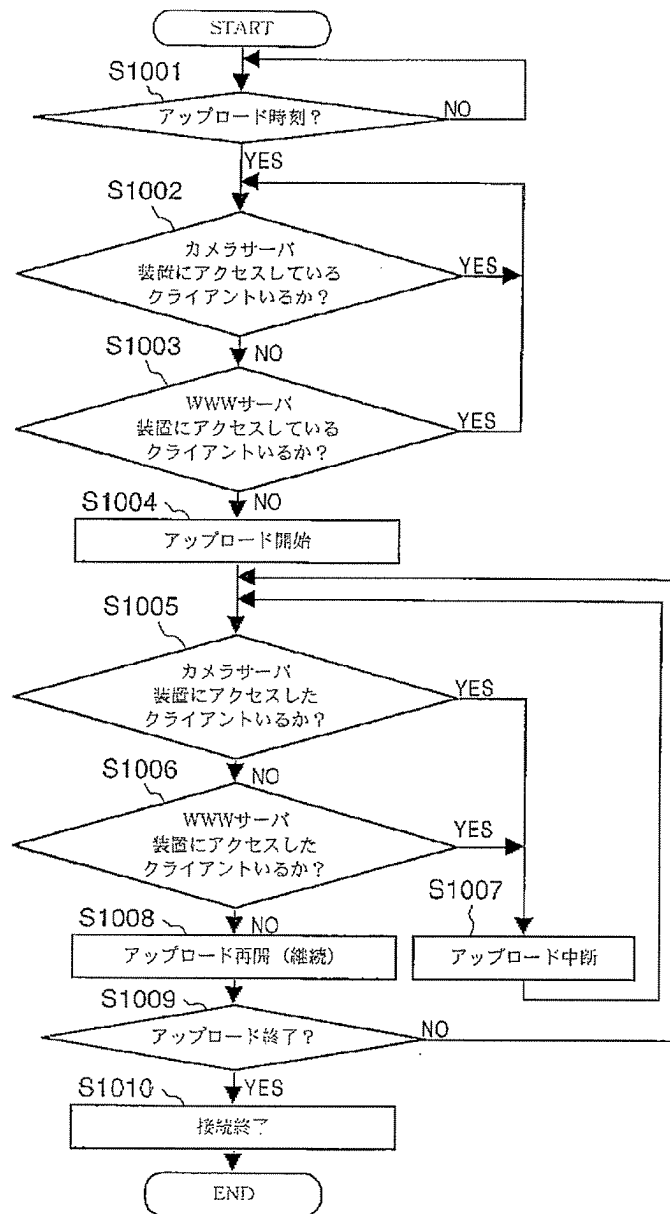 START
S1001
アップロード時刻？
NO
YES
S1002
カメラサーバ
装置にアクセスしている
クライアントいるか？
YES
NO
S1003
WWWサーバ
装置にアクセスしている
クライアントいるか？
YES
NO
S1004
アップロード開始
S1005
カメラサーバ
装置にアクセスした
クライアントいるか？
YES
NO
S1006
WWWサーバ
装置にアクセスした
クライアントいるか？
YES
NO
S1007
アップロード中断
S1008
アップロード再開（継続）
S1009
アップロード終了？
NO
YES
S1010
接続終了
END